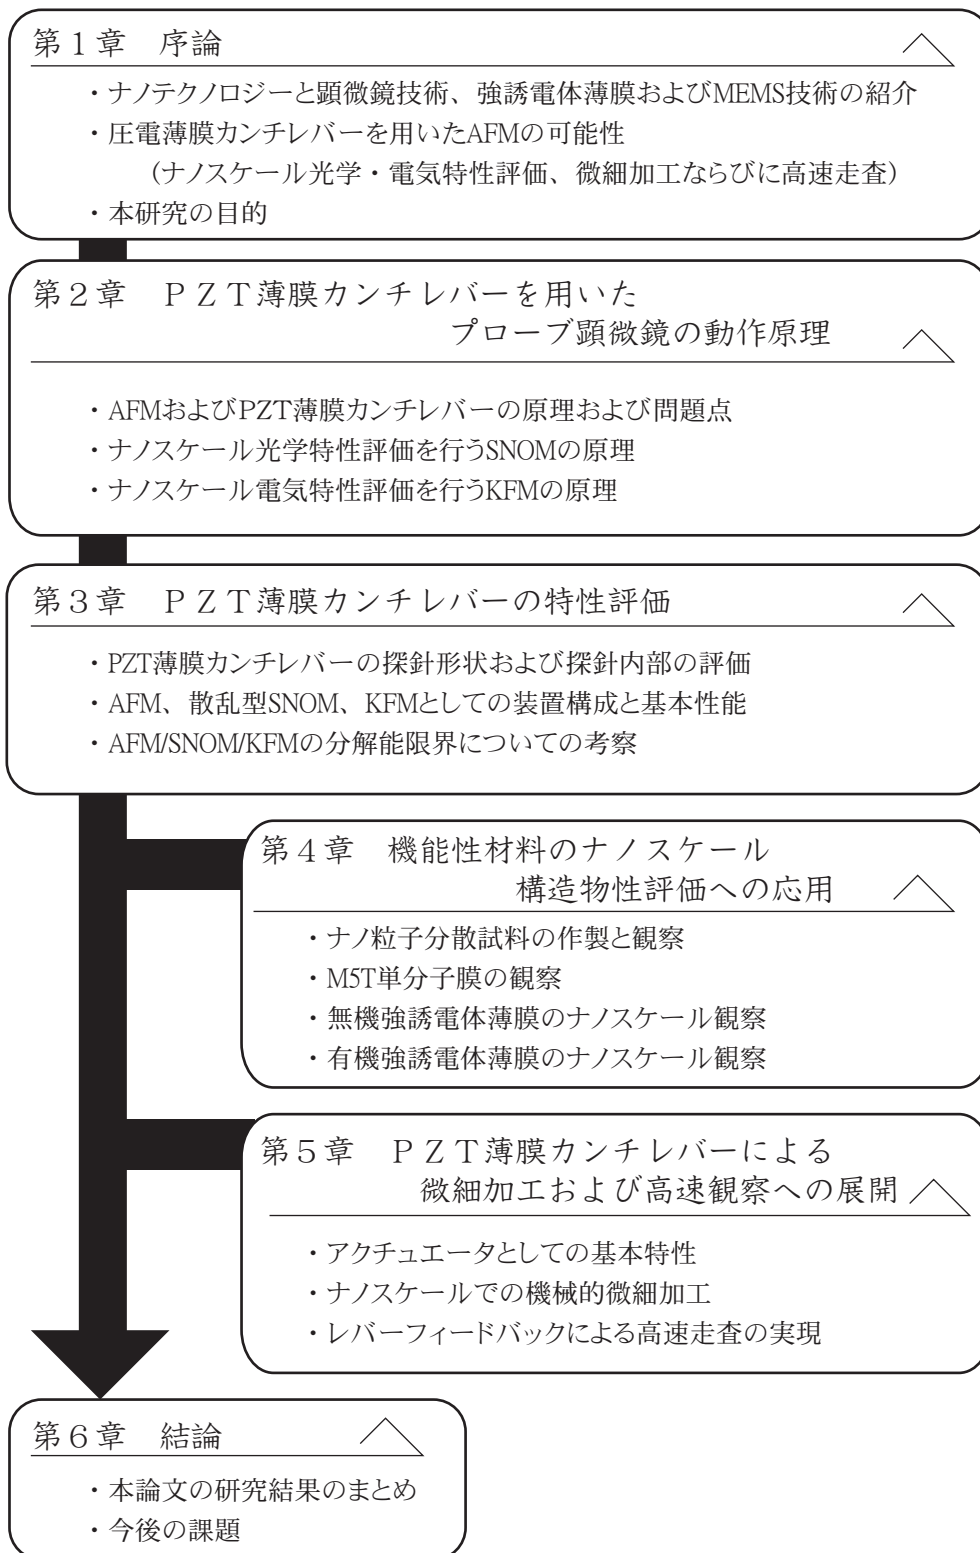 第１章　序論
・ナノテクノロジーと顕微鏡技術、強誘電体薄膜およびMEMS技術の紹介
・圧電薄膜カンチレバーを用いたAFMの可能性
（ナノスケール光学・電気特性評価、微細加工ならびに高速走査）
・本研究の目的
第２章　ＰＺＴ薄膜カンチレバーを用いた
プローブ顕微鏡の動作原理
・AFMおよびPZT薄膜カンチレバーの原理および問題点
・ナノスケール光学特性評価を行うSNOMの原理
・ナノスケール電気特性評価を行うKFMの原理
第３章　ＰＺＴ薄膜カンチレバーの特性評価
・PZT薄膜カンチレバーの探針形状および探針内部の評価
・AFM、散乱型SNOM、KFMとしての装置構成と基本性能
・AFM/SNOM/KFMの分解能限界についての考察
第４章　機能性材料のナノスケール
構造物性評価への応用
・ナノ粒子分散試料の作製と観察
・M5T単分子膜の観察
・無機強誘電体薄膜のナノスケール観察
・有機強誘電体薄膜のナノスケール観察
第５章　ＰＺＴ薄膜カンチレバーによる
微細加工および高速観察への展開
・アクチュエータとしての基本特性
・ナノスケールでの機械的微細加工
・レバーフィードバックによる高速走査の実現
第６章　結論
・本論文の研究結果のまとめ
・今後の課題